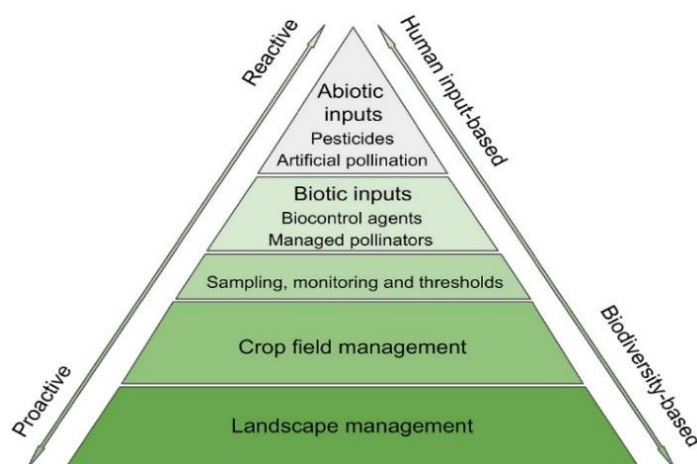 Reactive
Human input-based
Abiotic
inputs
Pesticides
Artificial pollination
Biotic inputs
Biocontrol agents
Managed pollinators
Sampling, monitoring and thresholds
Crop field management
Landscape management
Proactive
Biodiversity-based